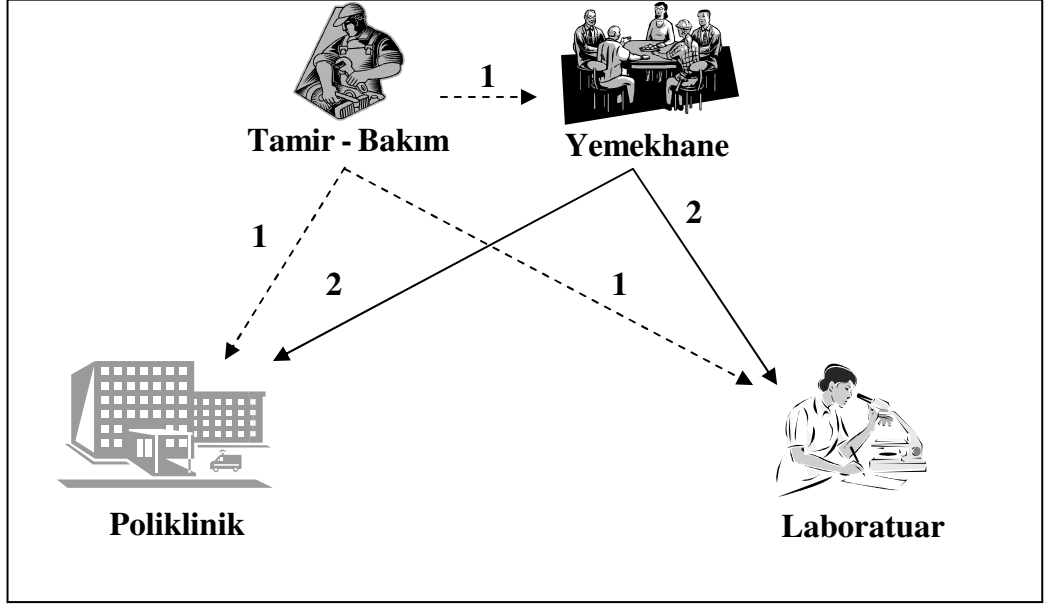 1
Tamir - Bakım
Yemekhane
1
2
2
1
Poliklinik
Laboratuar